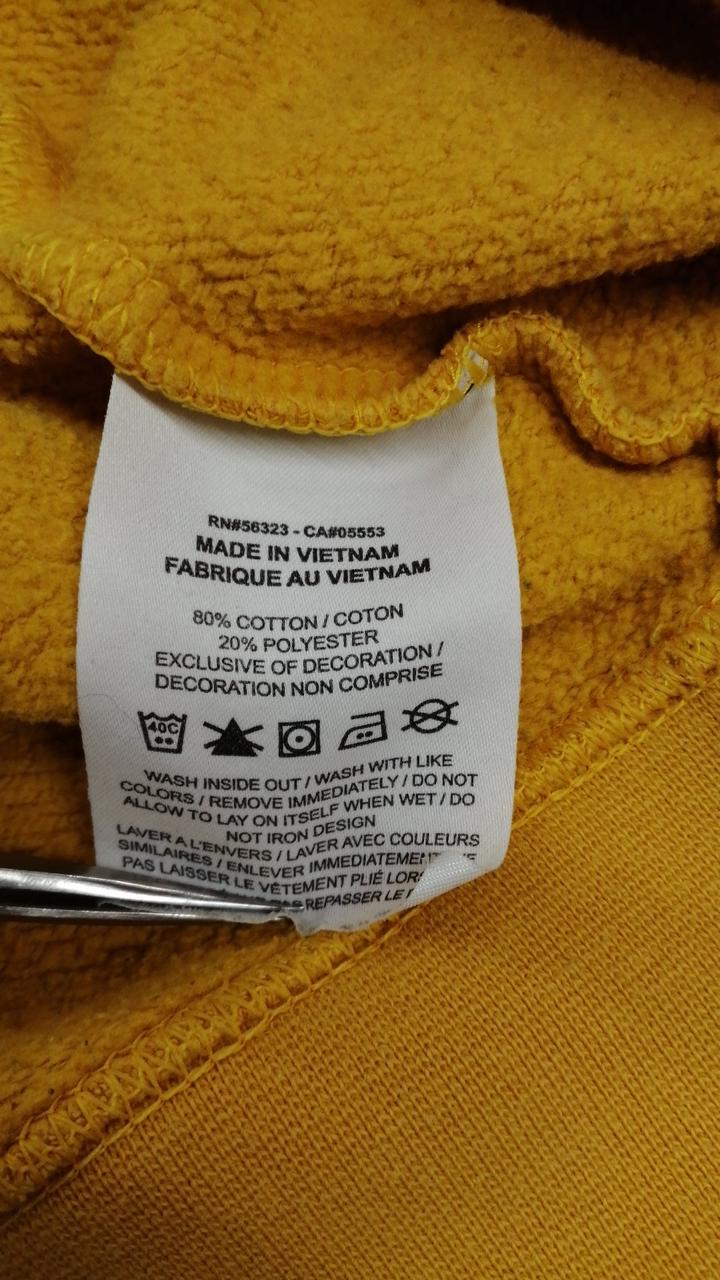 RN#56323 - CA#05553
MADE IN VIETNAM
FABRIQUE AU VIETNAM
80% COTTON / COTON
20% POLYESTER
EXCLUSIVE OF DECORATION /
DECORATION NON COMPRISE
40C
WASH INSIDE OUT / WASH WITH LIKE
COLORS / REMOVE IMMEDIATELY / DO NOT
ALLOW TO LAY ON ITSELF WHEN WET / DO
NOT IRON DESIGN
LAVER A L'ENVERS / LAVER AVEC COULEURS
SIMILAIRES / ENLEVER IMMEDIATEMENT
PAS LAISSER LE VÊTEMENT PLIÉ
REPASSER LE